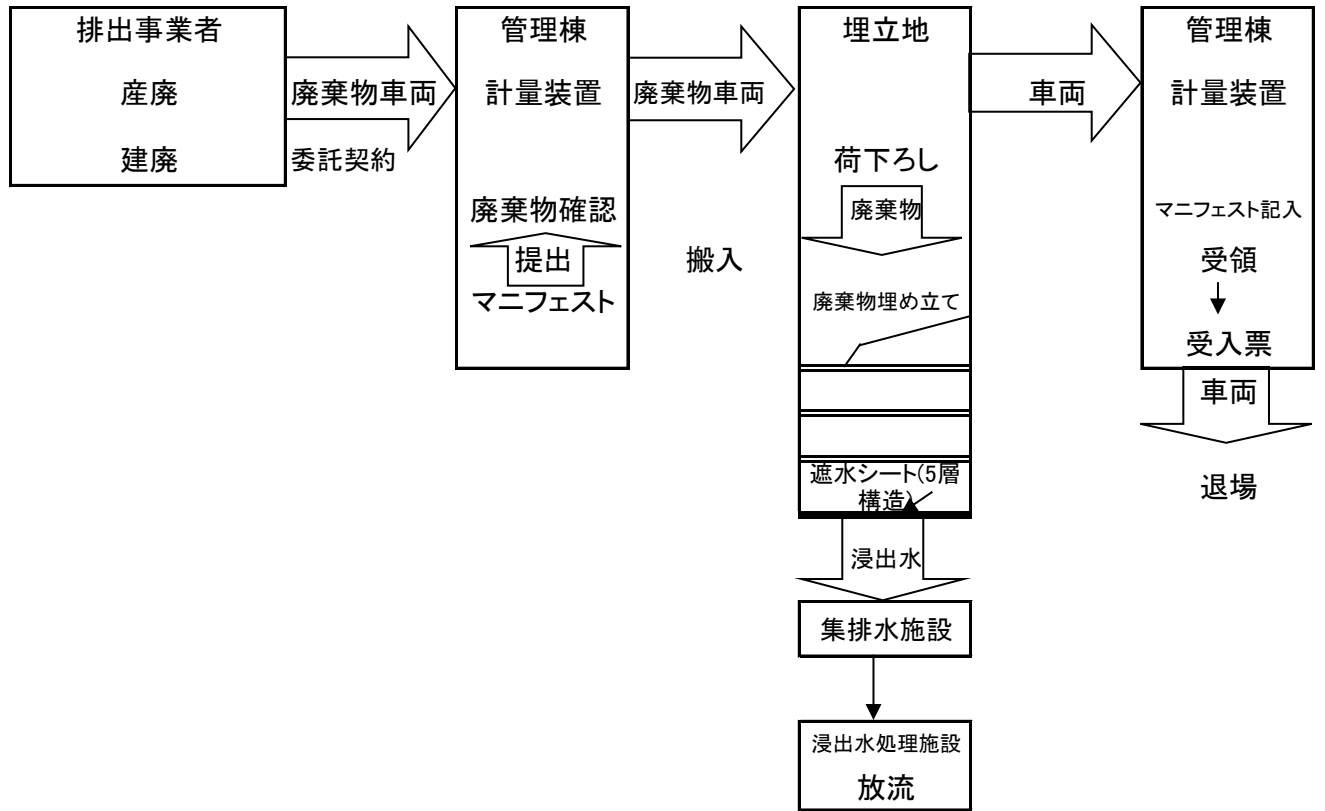 排出事業者
産廃
建廃
廃棄物車両
委託契約
管理棟
計量装置
廃棄物確認
提出
マニフェスト
廃棄物車両
搬入
埋立地
荷下ろし
廃棄物
廃棄物埋め立て
遮水シート(5層
構造)
浸出水
集排水施設
浸出水処理施設
放流
車両
管理棟
計量装置
マニフェスト記入
受領
受入票
車両
退場